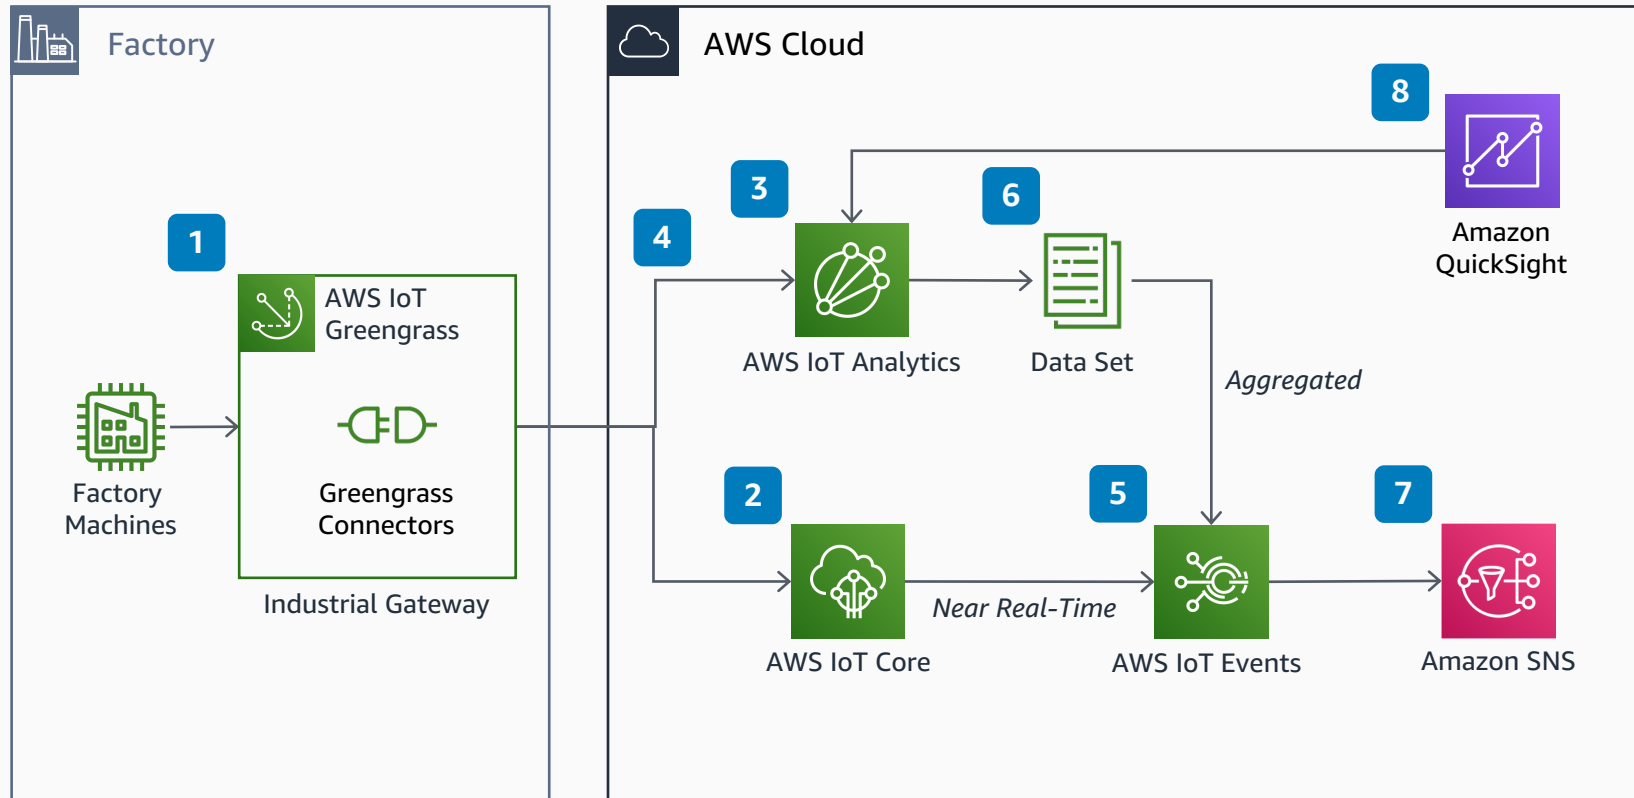 Factory
AWS Cloud
8
3
6
1
4
Amazon
QuickSight
AWS IoT
Greengrass
AWS IoT Analytics
Data Set
Aggregated
Factory
Machines
Greengrass
Connectors
2
5
7
Industrial Gateway
Near Real-Time
AWS IoT Core
AWS IoT Events
Amazon SNS